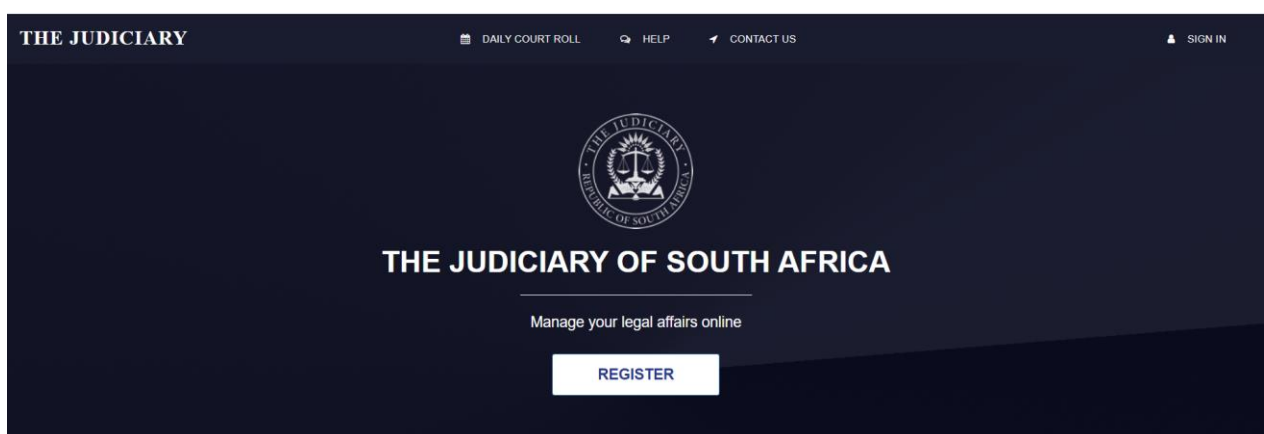 THE JUDICIARY
DAILY COURT ROLL
HELP
CONTACT US
SIGN IN
THE JUDICIARY
REPUBLIC OF SOUTH AFRICA
THE JUDICIARY OF SOUTH AFRICA
Manage your legal affairs online
REGISTER